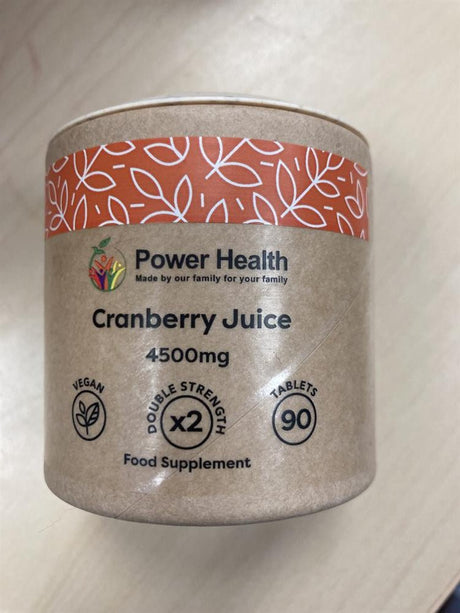 Power Health
Made by our family for your family
Cranberry Juice
4500mg
VEGAN
DOUBLE STRENGTH
x2
TABLETS
90
Food Supplement